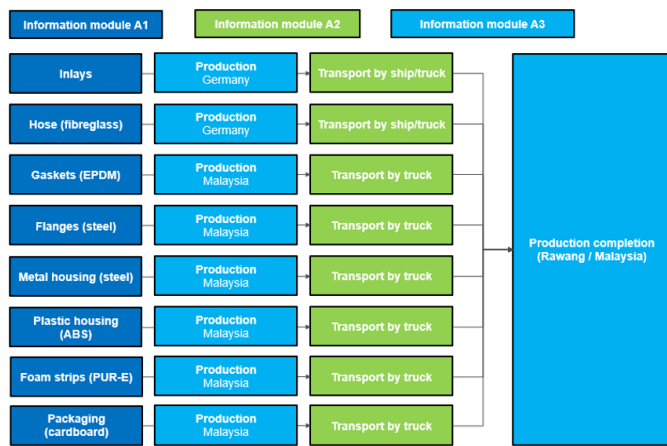 Information module A1
Information module A2
Information module A3
Inlays
Production
Germany
Transport by ship/truck
Hose (fibreglass)
Production
Germany
Transport by ship/truck
Gaskets (EPDM)
Production
Malaysia
Transport by truck
Flanges (steel)
Production
Malaysia
Transport by truck
Metal housing (steel)
Production
Malaysia
Transport by truck
Plastic housing
(ABS)
Production
Malaysia
Transport by truck
Foam strips (PUR-E)
Production
Malaysia
Transport by truck
Packaging
(cardboard)
Production
Malaysia
Transport by truck
Production completion
(Rawang / Malaysia)